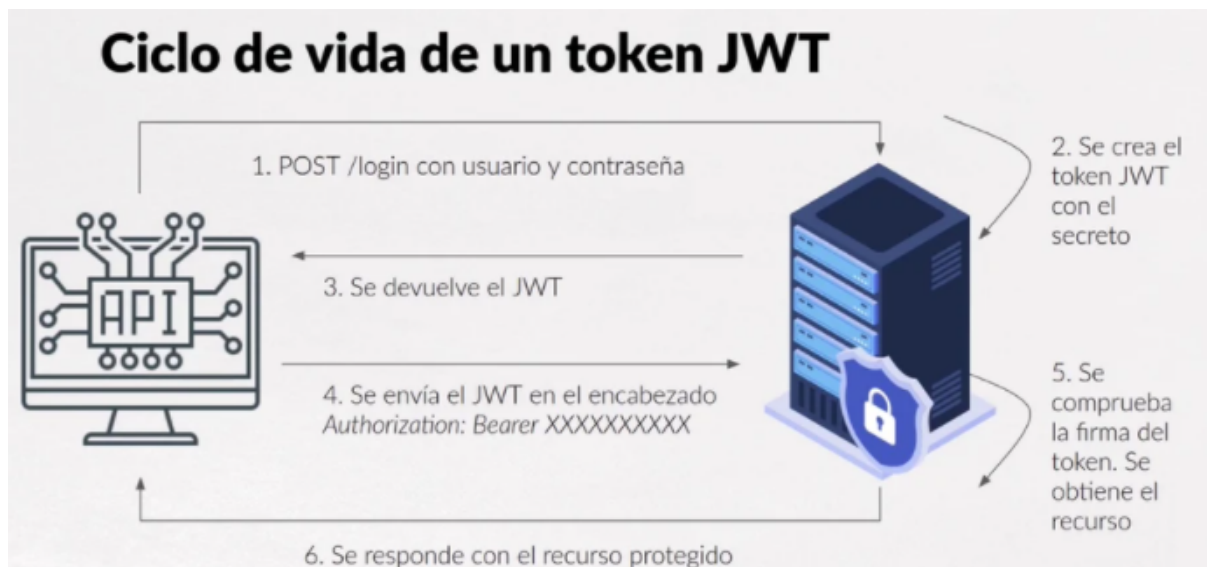 Ciclo de vida de un token JWT
1. POST /login con usuario y contraseña
2. Se crea el
token JWT
con el
secreto
3. Se devuelve el JWT
API
4. Se envía el JWT en el encabezado
Authorization: Bearer XXXXXXXXXX
5. Se
comprueba
la firma del
token. Se
obtiene el
recurso
6. Se responde con el recurso protegido